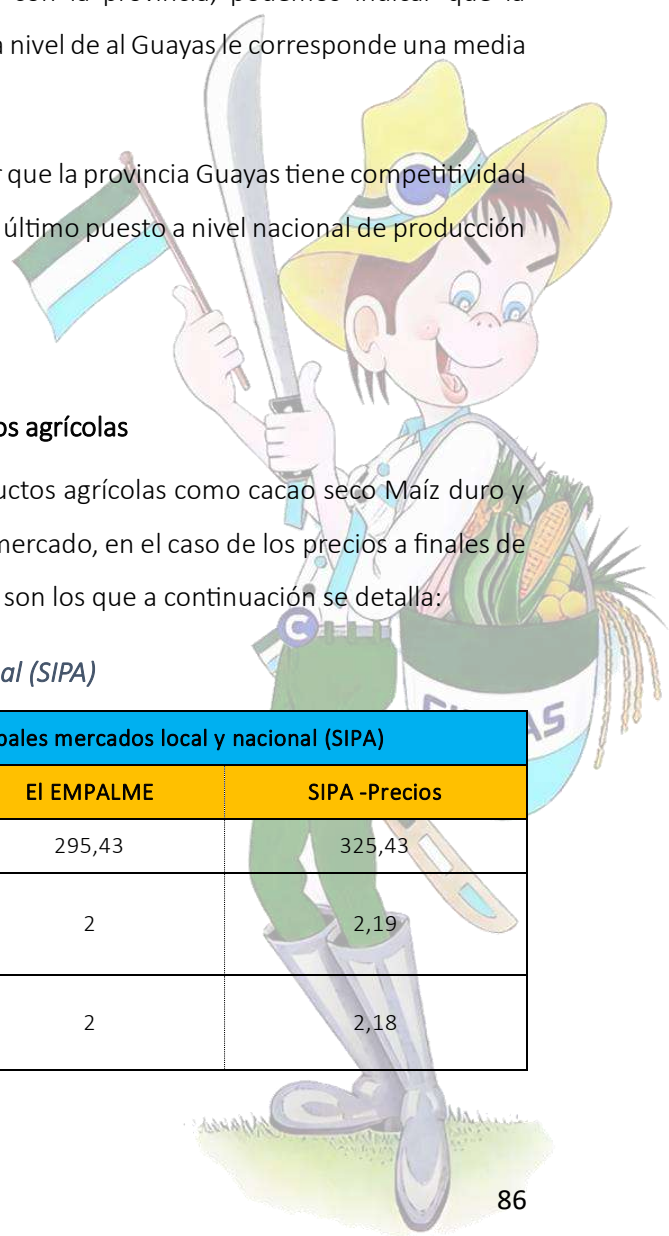 con la provincia, podemos indicar que la
nivel de al Guayas le corresponde una media
que la provincia Guayas tiene competitividad
último puesto a nivel nacional de producción
os agrícolas
uctos agrícolas como cacao seco Maíz duro y
mercado, en el caso de los precios a finales de
son los que a continuación se detalla:
al (SIPA)
pales mercados local y nacional (SIPA)
El EMPALME SIPA -Precios
295,43 325,43
2 2,19
2 2,18
C
C
AS
86